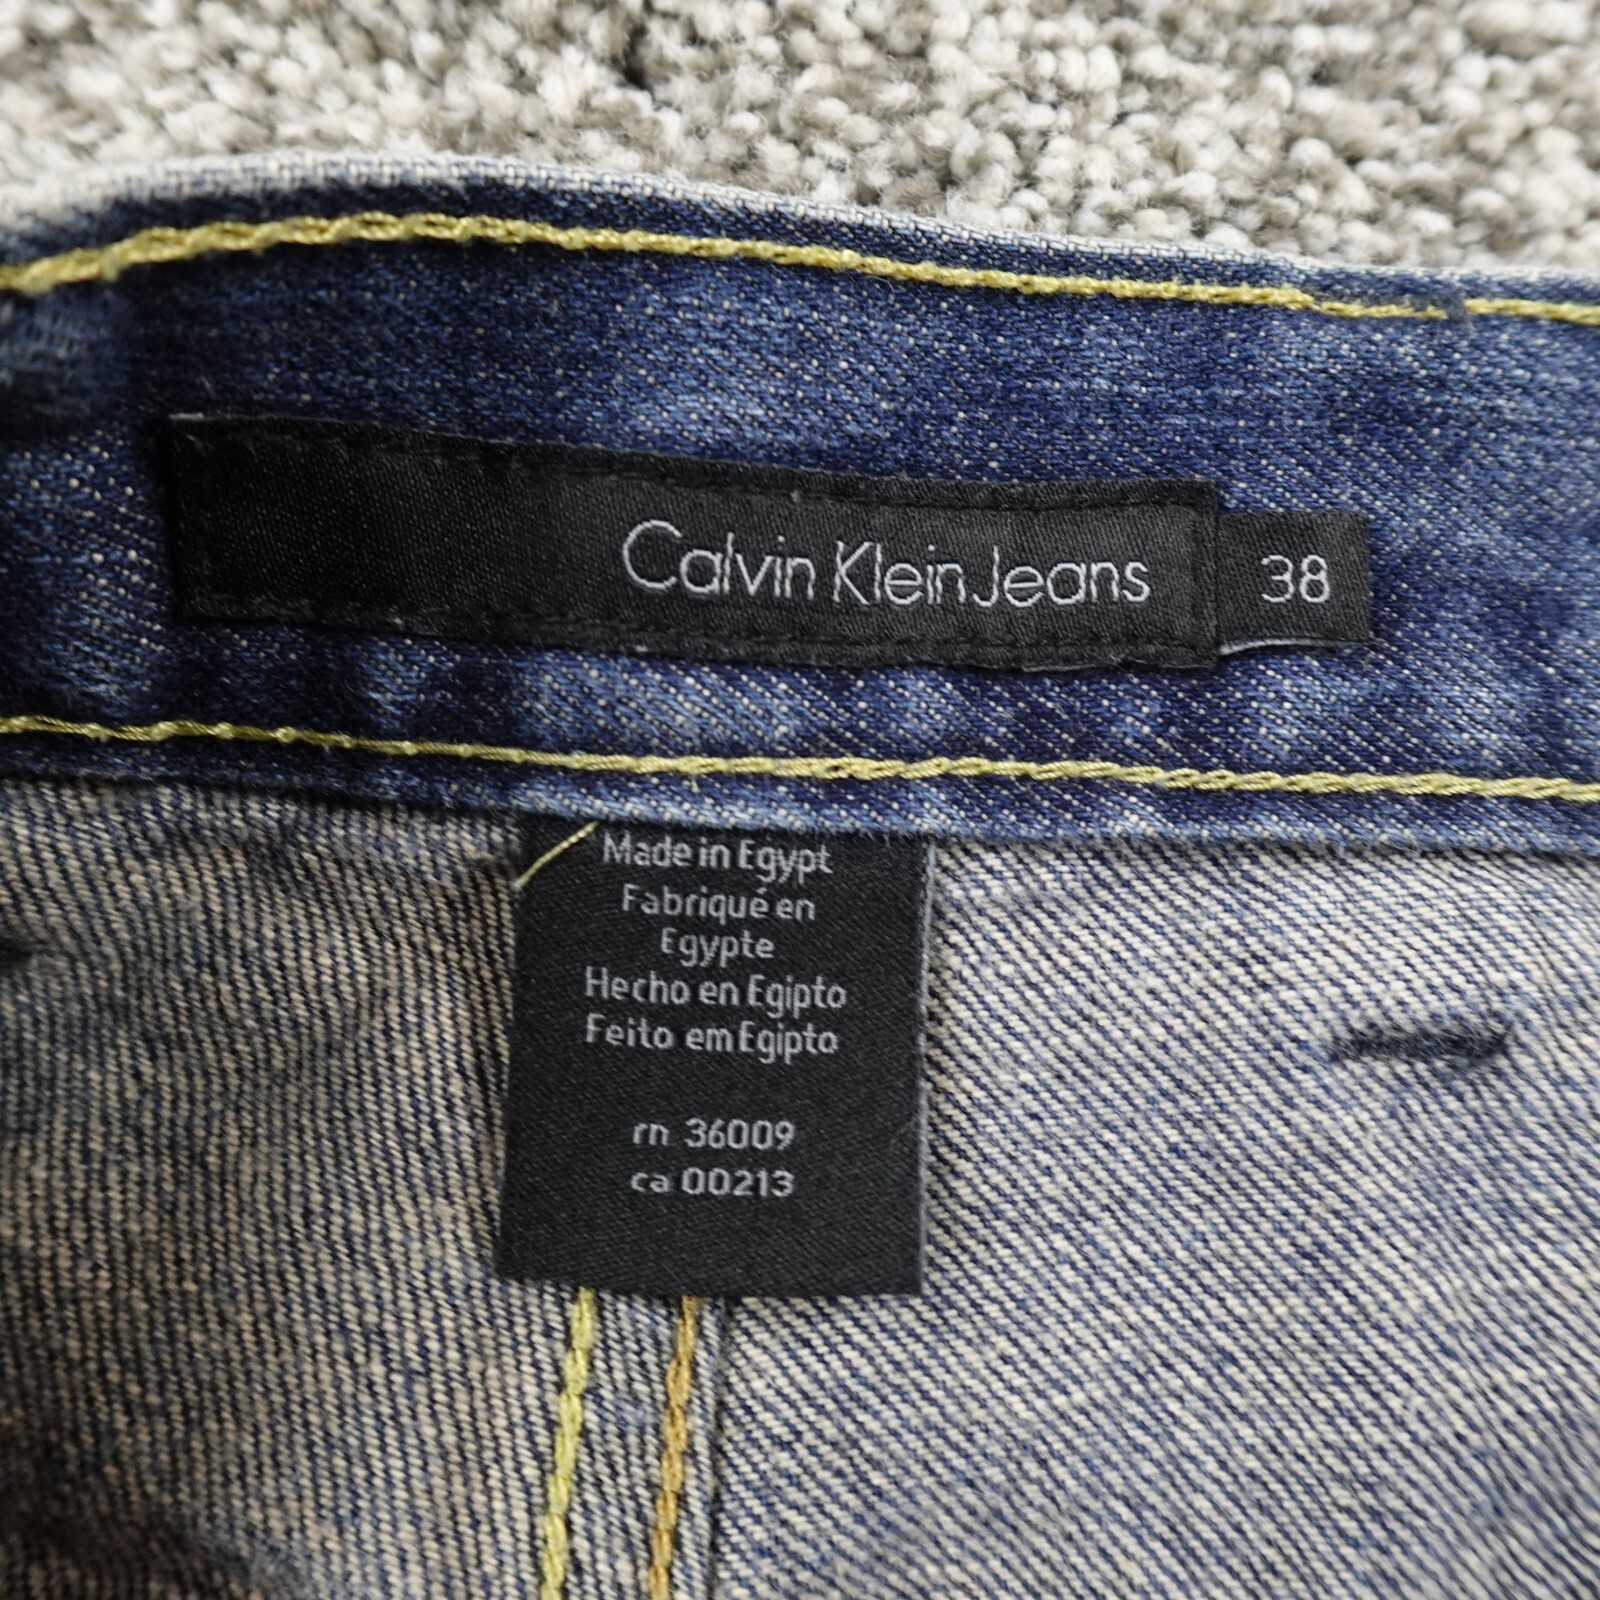 Calvin Klein Jeans
38
Made in Egypt
Fabriqué en
Egypte
Hecho en Egipto
Feito em Egipto
rn 36009
ca 00213